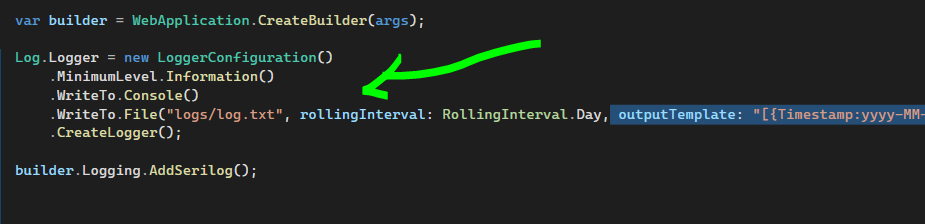 var builder = WebApplication.CreateBuilder(args);
Log.Logger = new LoggerConfiguration()
.MinimumLevel.Information()
.WriteTo.Console()
.WriteTo.File("logs/log.txt", rollingInterval: RollingInterval.Day, outputTemplate: "[{Timestamp:yyyy-MM-
.CreateLogger();
builder.Logging.AddSerilog();